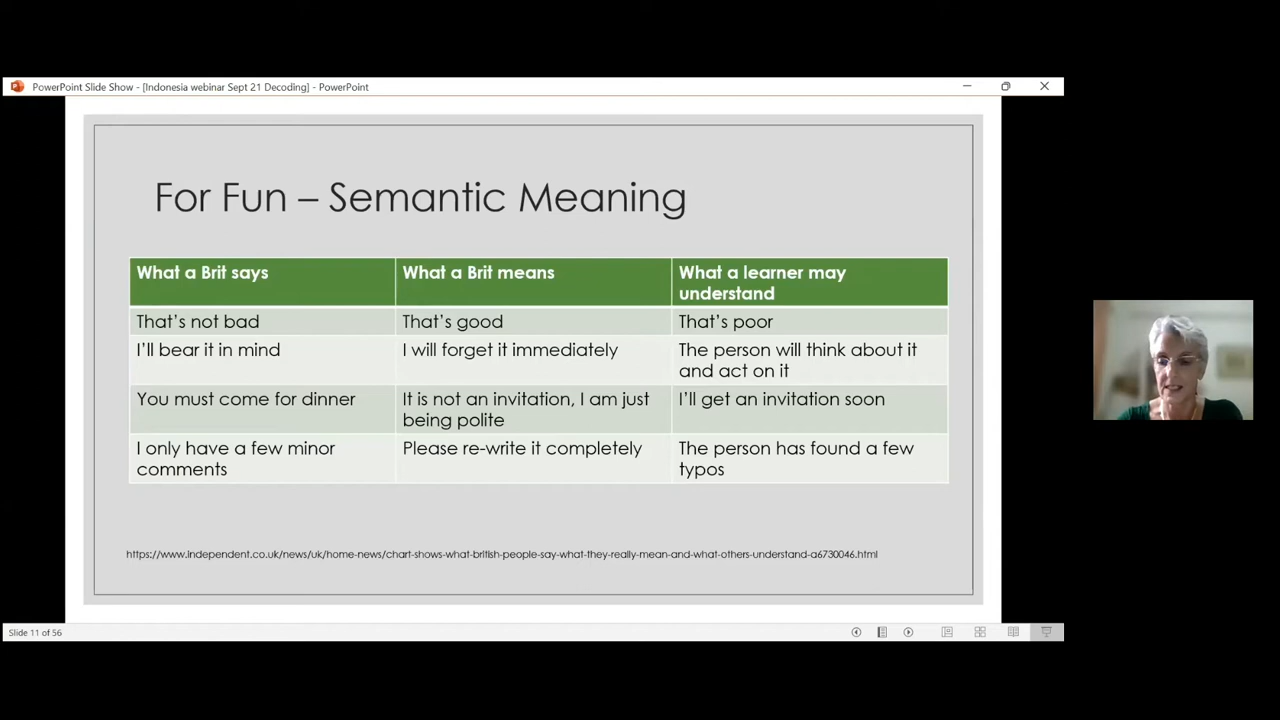 PowerPoint Slide Show - [Indonesia webinar Sept 21 Decoding] - PowerPoint
For Fun – Semantic Meaning
What a Brit says
What a Brit means
What a learner may
understand
That's not bad
That's good
That's poor
I'll bear it in mind
I will forget it immediately
The person will think about it
and act on it
You must come for dinner
It is not an invitation, I am just
being polite
I'll get an invitation soon
I only have a few minor
comments
Please re-write it completely
The person has found a few
typos
https://www.independent.co.uk/news/uk/home-news/chart-shows-what-british-people-say-what-they-really-mean-and-what-others-understand-a6730046.html
Slide 11 of 56